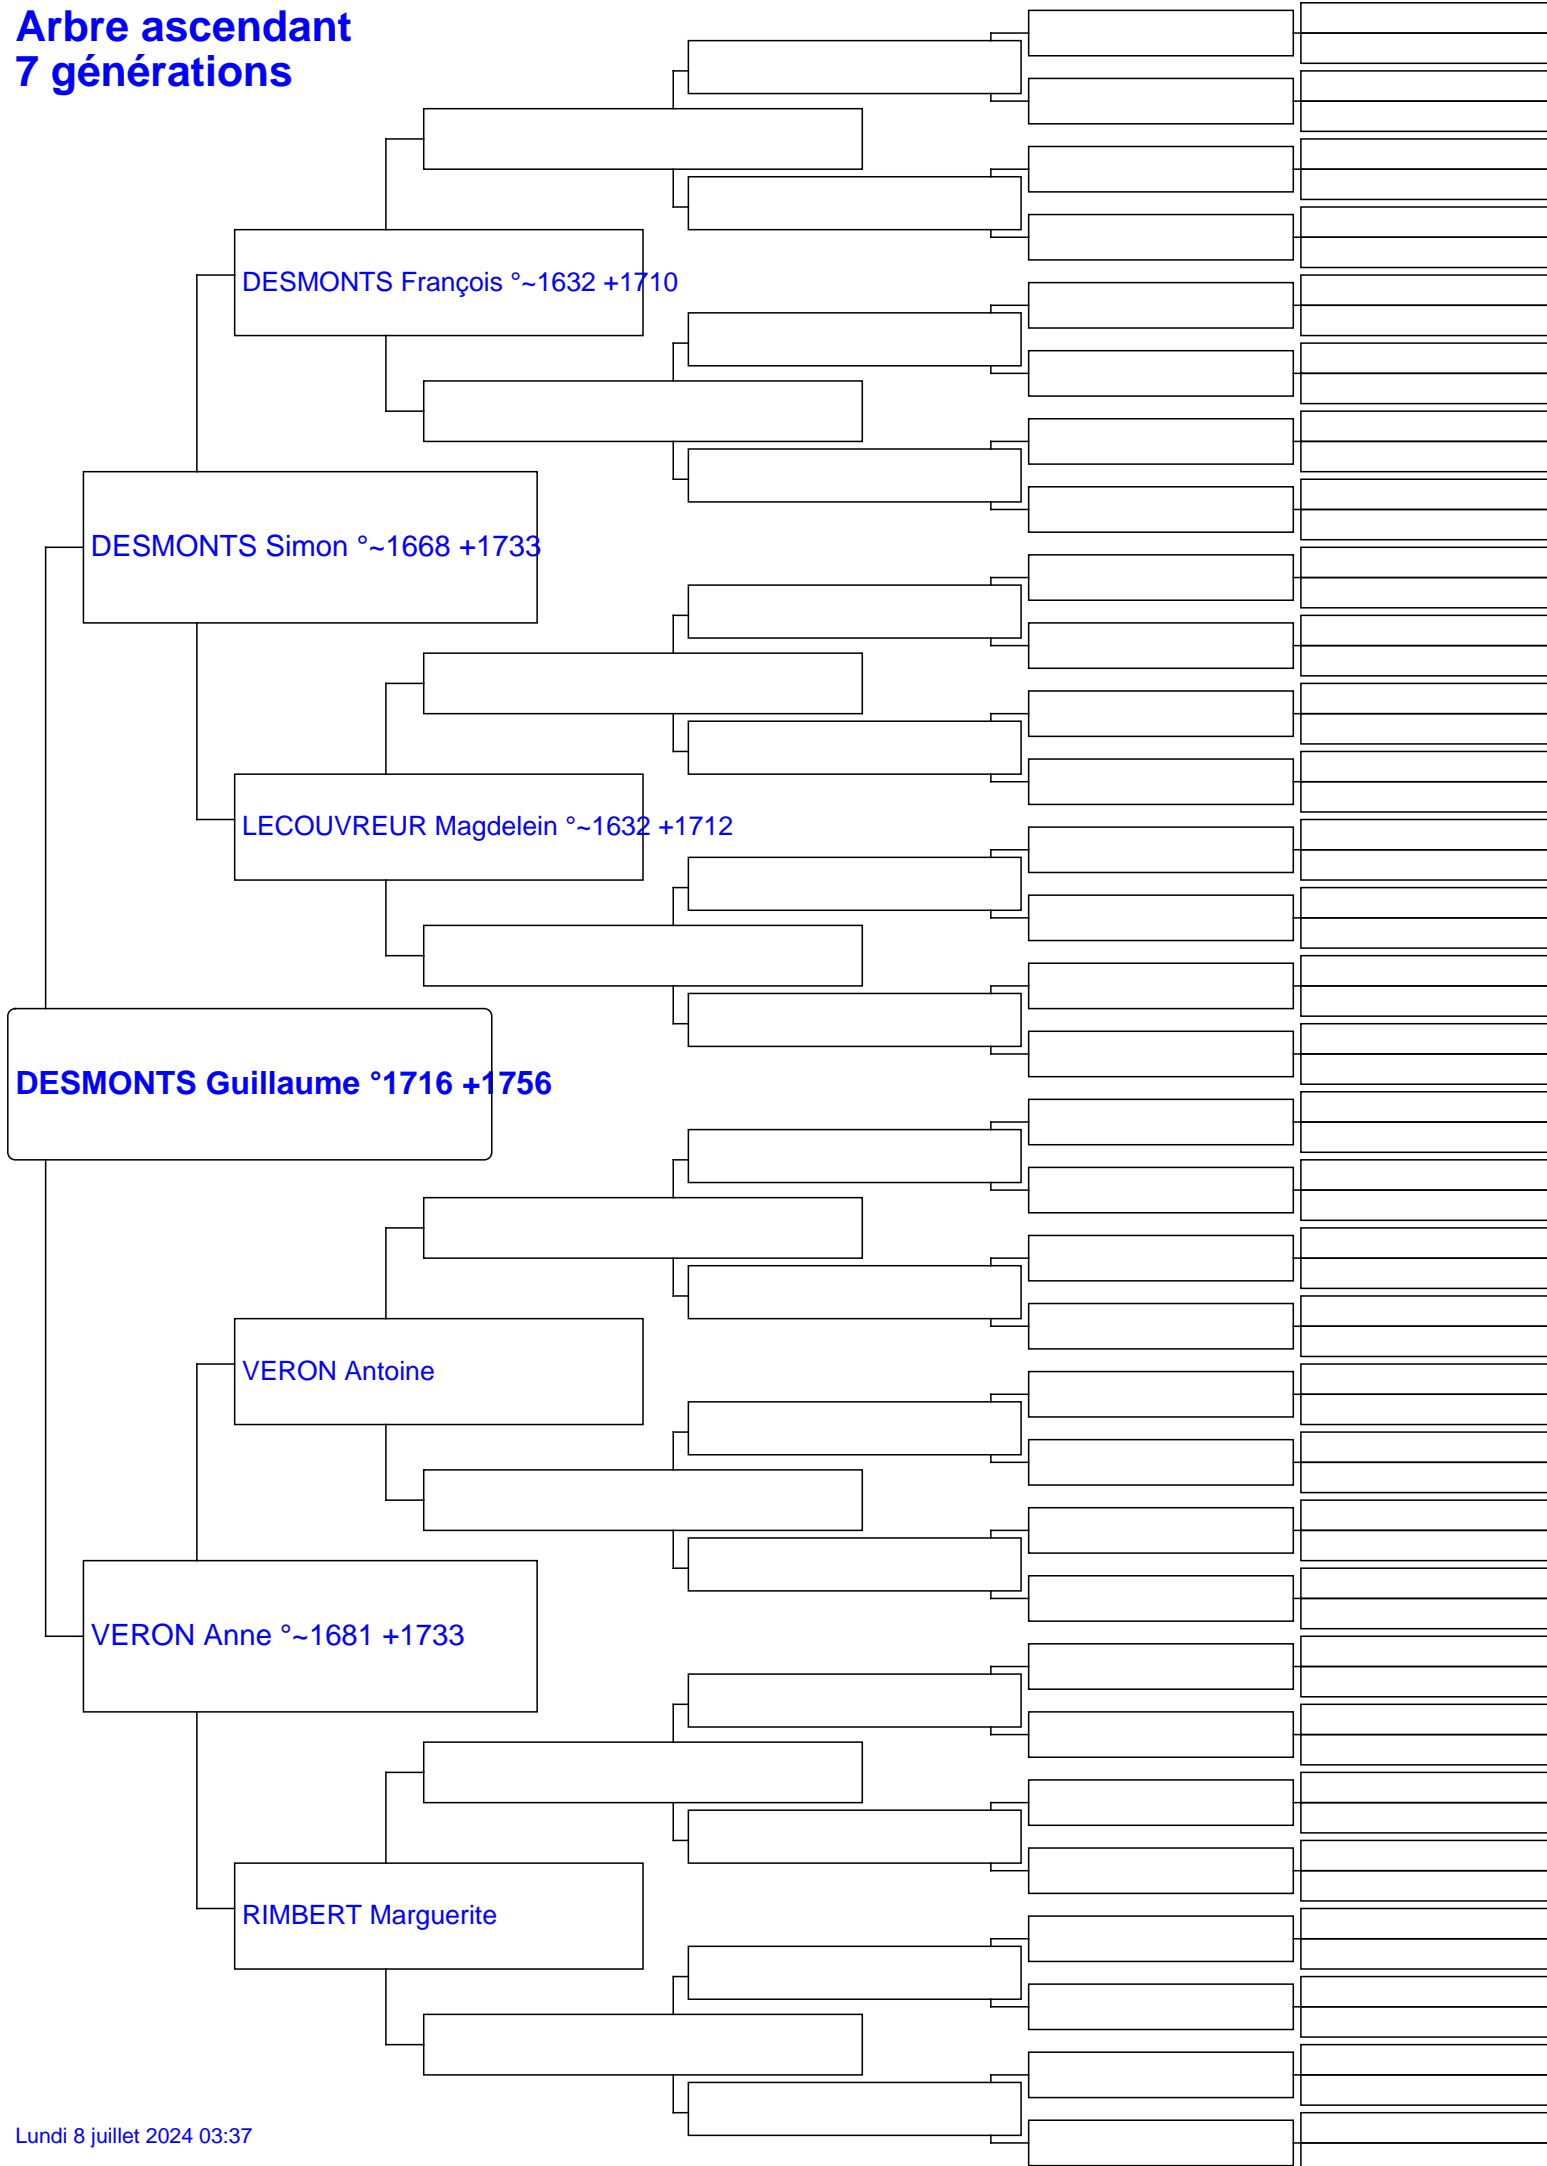 Arbre ascendant
7 générations
DESMONTS François °~1632 +1710
DESMONTS Simon °~1668 +1733
LECOUVREUR Magdelein °~1632 +1712
DESMONTS Guillaume °1716 +1756
VERON Antoine
VERON Anne °~1681 +1733
RIMBERT Marguerite
Lundi 8 juillet 2024 03:37